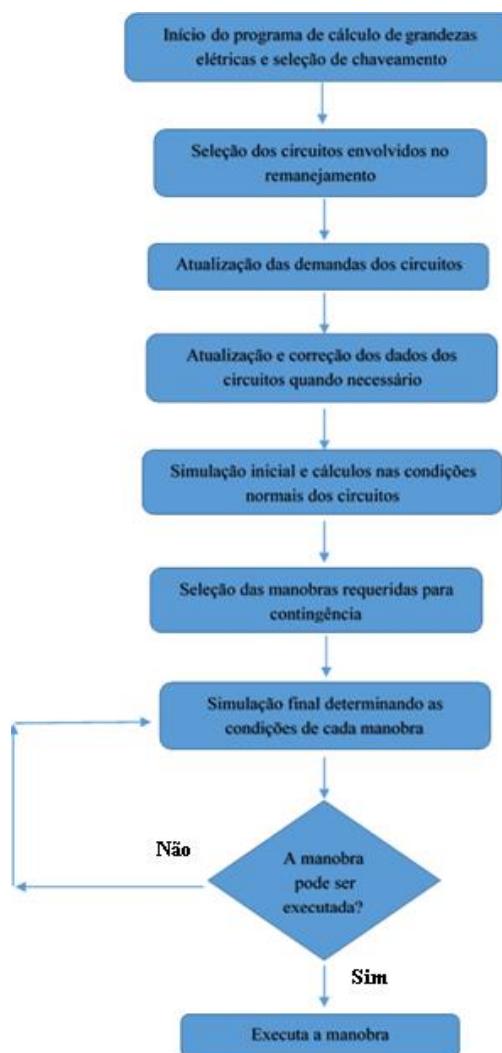 Início do programa de cálculo de grandezas
elétricas e seleção de chaveamento
Seleção dos circuitos envolvidos no
remanejamento
Atualização das demandas dos circuitos
Atualização e correção dos dados dos
circuitos quando necessário
Simulação inicial e cálculos nas condições
normais dos circuitos
Seleção das manobras requeridas para
contingência
Simulação final determinando as
condições de cada manobra
Não
A manobra
pode ser
executada?
Sim
Executa a manobra